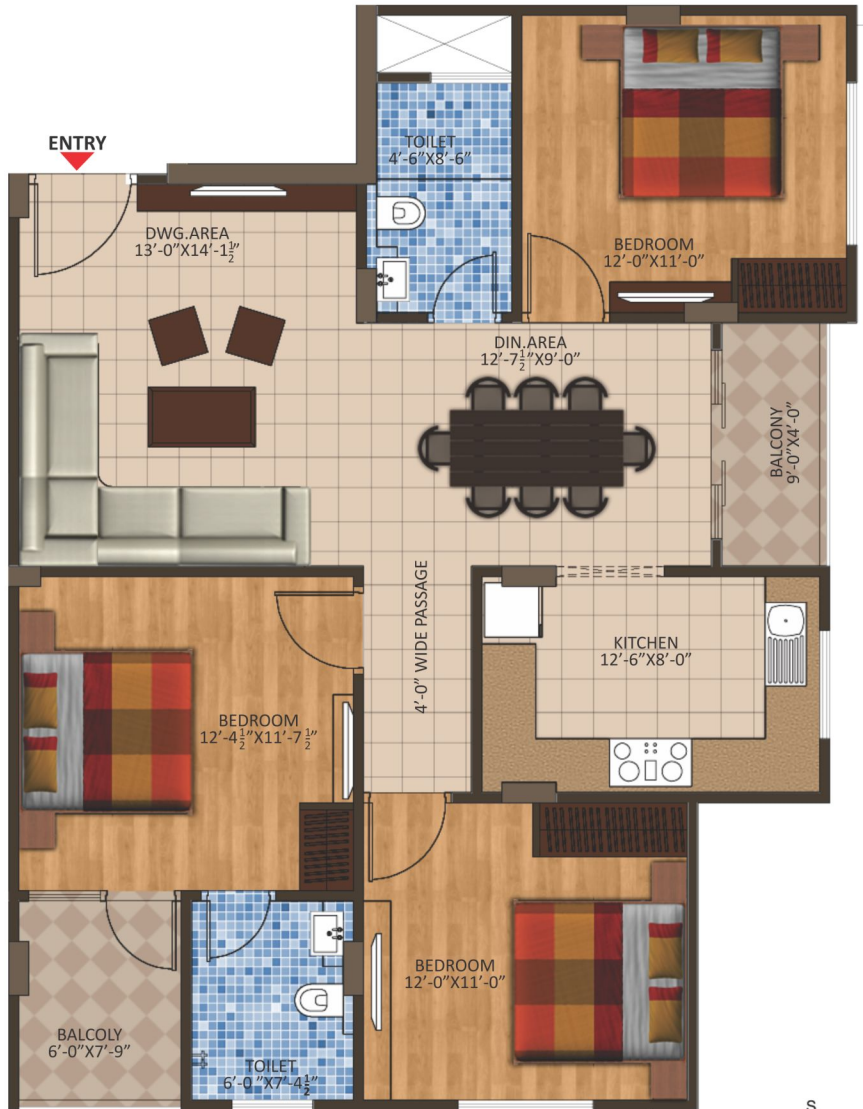 ENTRY
TOILET
4'-6"X8'-6"
DWG.AREA
13'-0"X14'-1½"
BEDROOM
12'-0"X11'-0"
DIN.AREA
12'-7½"X9'-0"
BALCONY
9'-0"X4'-0"
4'-0" WIDE PASSAGE
KITCHEN
12'-6"X8'-0"
BEDROOM
12'-4½"X11'-7 ½"
BEDROOM
12'-0"X11'-0"
BALCOLY
6'-0"X7'-9"
TOILET
6'-0 "X7'-4½"
S